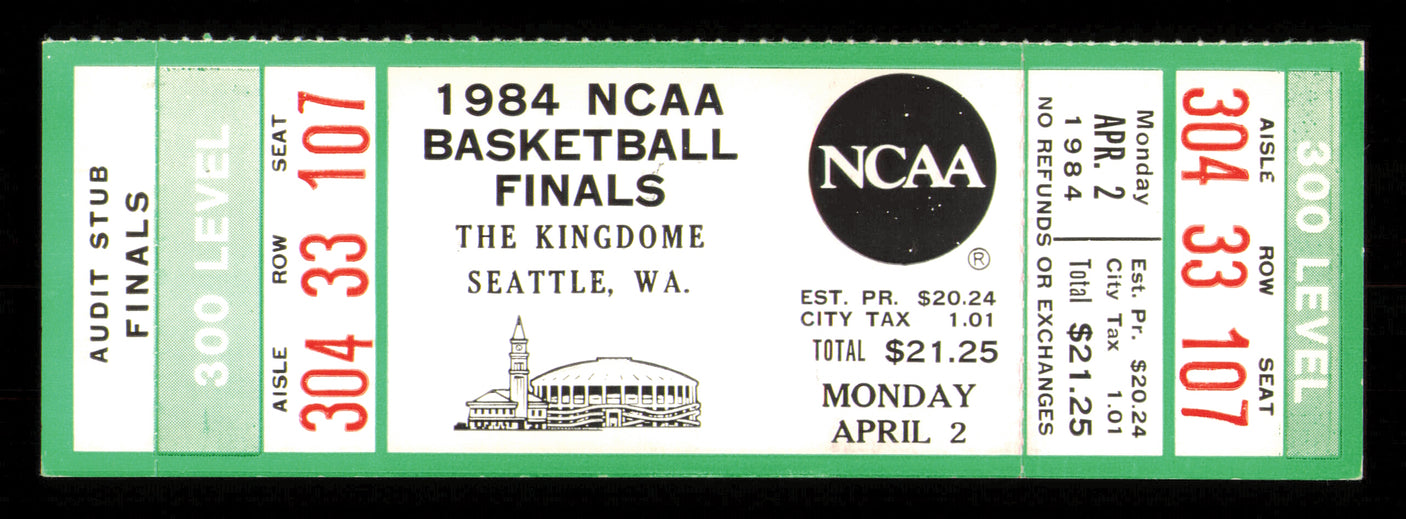 AUDIT STUB
FINALS
300 LEVEL
AISLE ROW SEAT
304 33 107
1984 NCAA
BASKETBALL
FINALS
THE KINGDOME
SEATTLE, WA.
NCAA
®
EST. PR. $20.24
CITY TAX 1.01
TOTAL $21.25
MONDAY
APRIL 2
Monday
APR. 2
1984
Est. Pr. $20.24
City Tax 1.01
Total $21.25
NO REFUNDS OR EXCHANGES
300 LEVEL
AISLE ROW SEAT
304 33 107